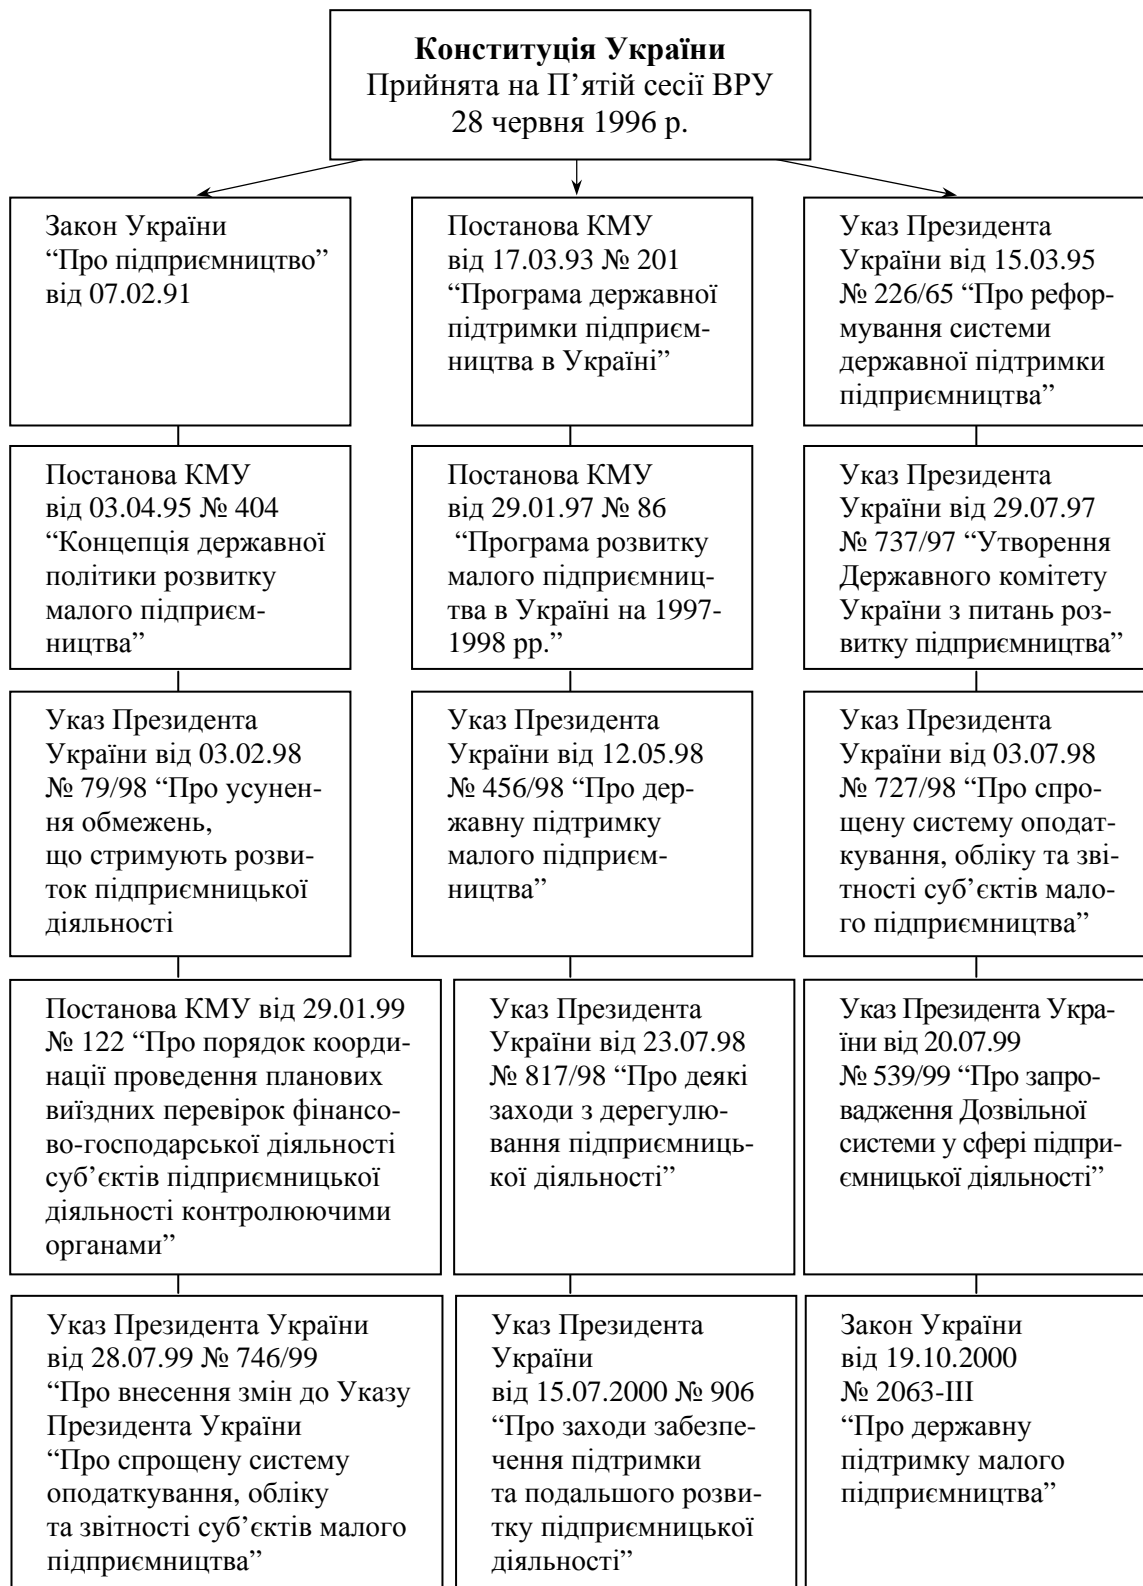 Конституція України
Прийнята на П’ятій сесії ВРУ
28 червня 1996 р.
Закон України
“Про підприємництво”
від 07.02.91
Постанова КМУ
від 17.03.93 № 201
“Програма державної
підтримки підприєм-
ництва в Україні”
Указ Президента
України від 15.03.95
№ 226/65 “Про рефор-
мування системи
державної підтримки
підприємництва”
Постанова КМУ
від 03.04.95 № 404
“Концепція державної
політики розвитку
малого підприєм-
ництва”
Постанова КМУ
від 29.01.97 № 86
“Програма розвитку
малого підприємниц-
тва в Україні на 1997-
1998 рр.”
Указ Президента
України від 29.07.97
№ 737/97 “Утворення
Державного комітету
України з питань роз-
витку підприємництва”
Указ Президента
України від 03.02.98
№ 79/98 “Про усунен-
ня обмежень,
що стримують розви-
ток підприємницької
діяльності
Указ Президента
України від 12.05.98
№ 456/98 “Про дер-
жавну підтримку
малого підприєм-
ництва”
Указ Президента
України від 03.07.98
№ 727/98 “Про спро-
щену систему оподат-
кування, обліку та зві-
тності суб’єктів мало-
го підприємництва”
Постанова КМУ від 29.01.99
№ 122 “Про порядок коорди-
нації проведення планових
виїздних перевірок фінансо-
во-господарської діяльності
суб’єктів підприємницької
діяльності контролюючими
органами”
Указ Президента
України від 23.07.98
№ 817/98 “Про деякі
заходи з дерегулю-
вання підприємниць-
кої діяльності”
Указ Президента Укра-
їни від 20.07.99
№ 539/99 “Про запро-
вадження Дозвільної
системи у сфері підпри-
ємницької діяльності”
Указ Президента України
від 28.07.99 № 746/99
“Про внесення змін до Указу
Президента України
“Про спрощену систему
оподаткування, обліку
та звітності суб’єктів малого
підприємництва”
Указ Президента
України
від 15.07.2000 № 906
“Про заходи забезпе-
чення підтримки
та подальшого розви-
тку підприємницької
діяльності”
Закон України
від 19.10.2000
№ 2063-III
“Про державну
підтримку малого
підприємництва”